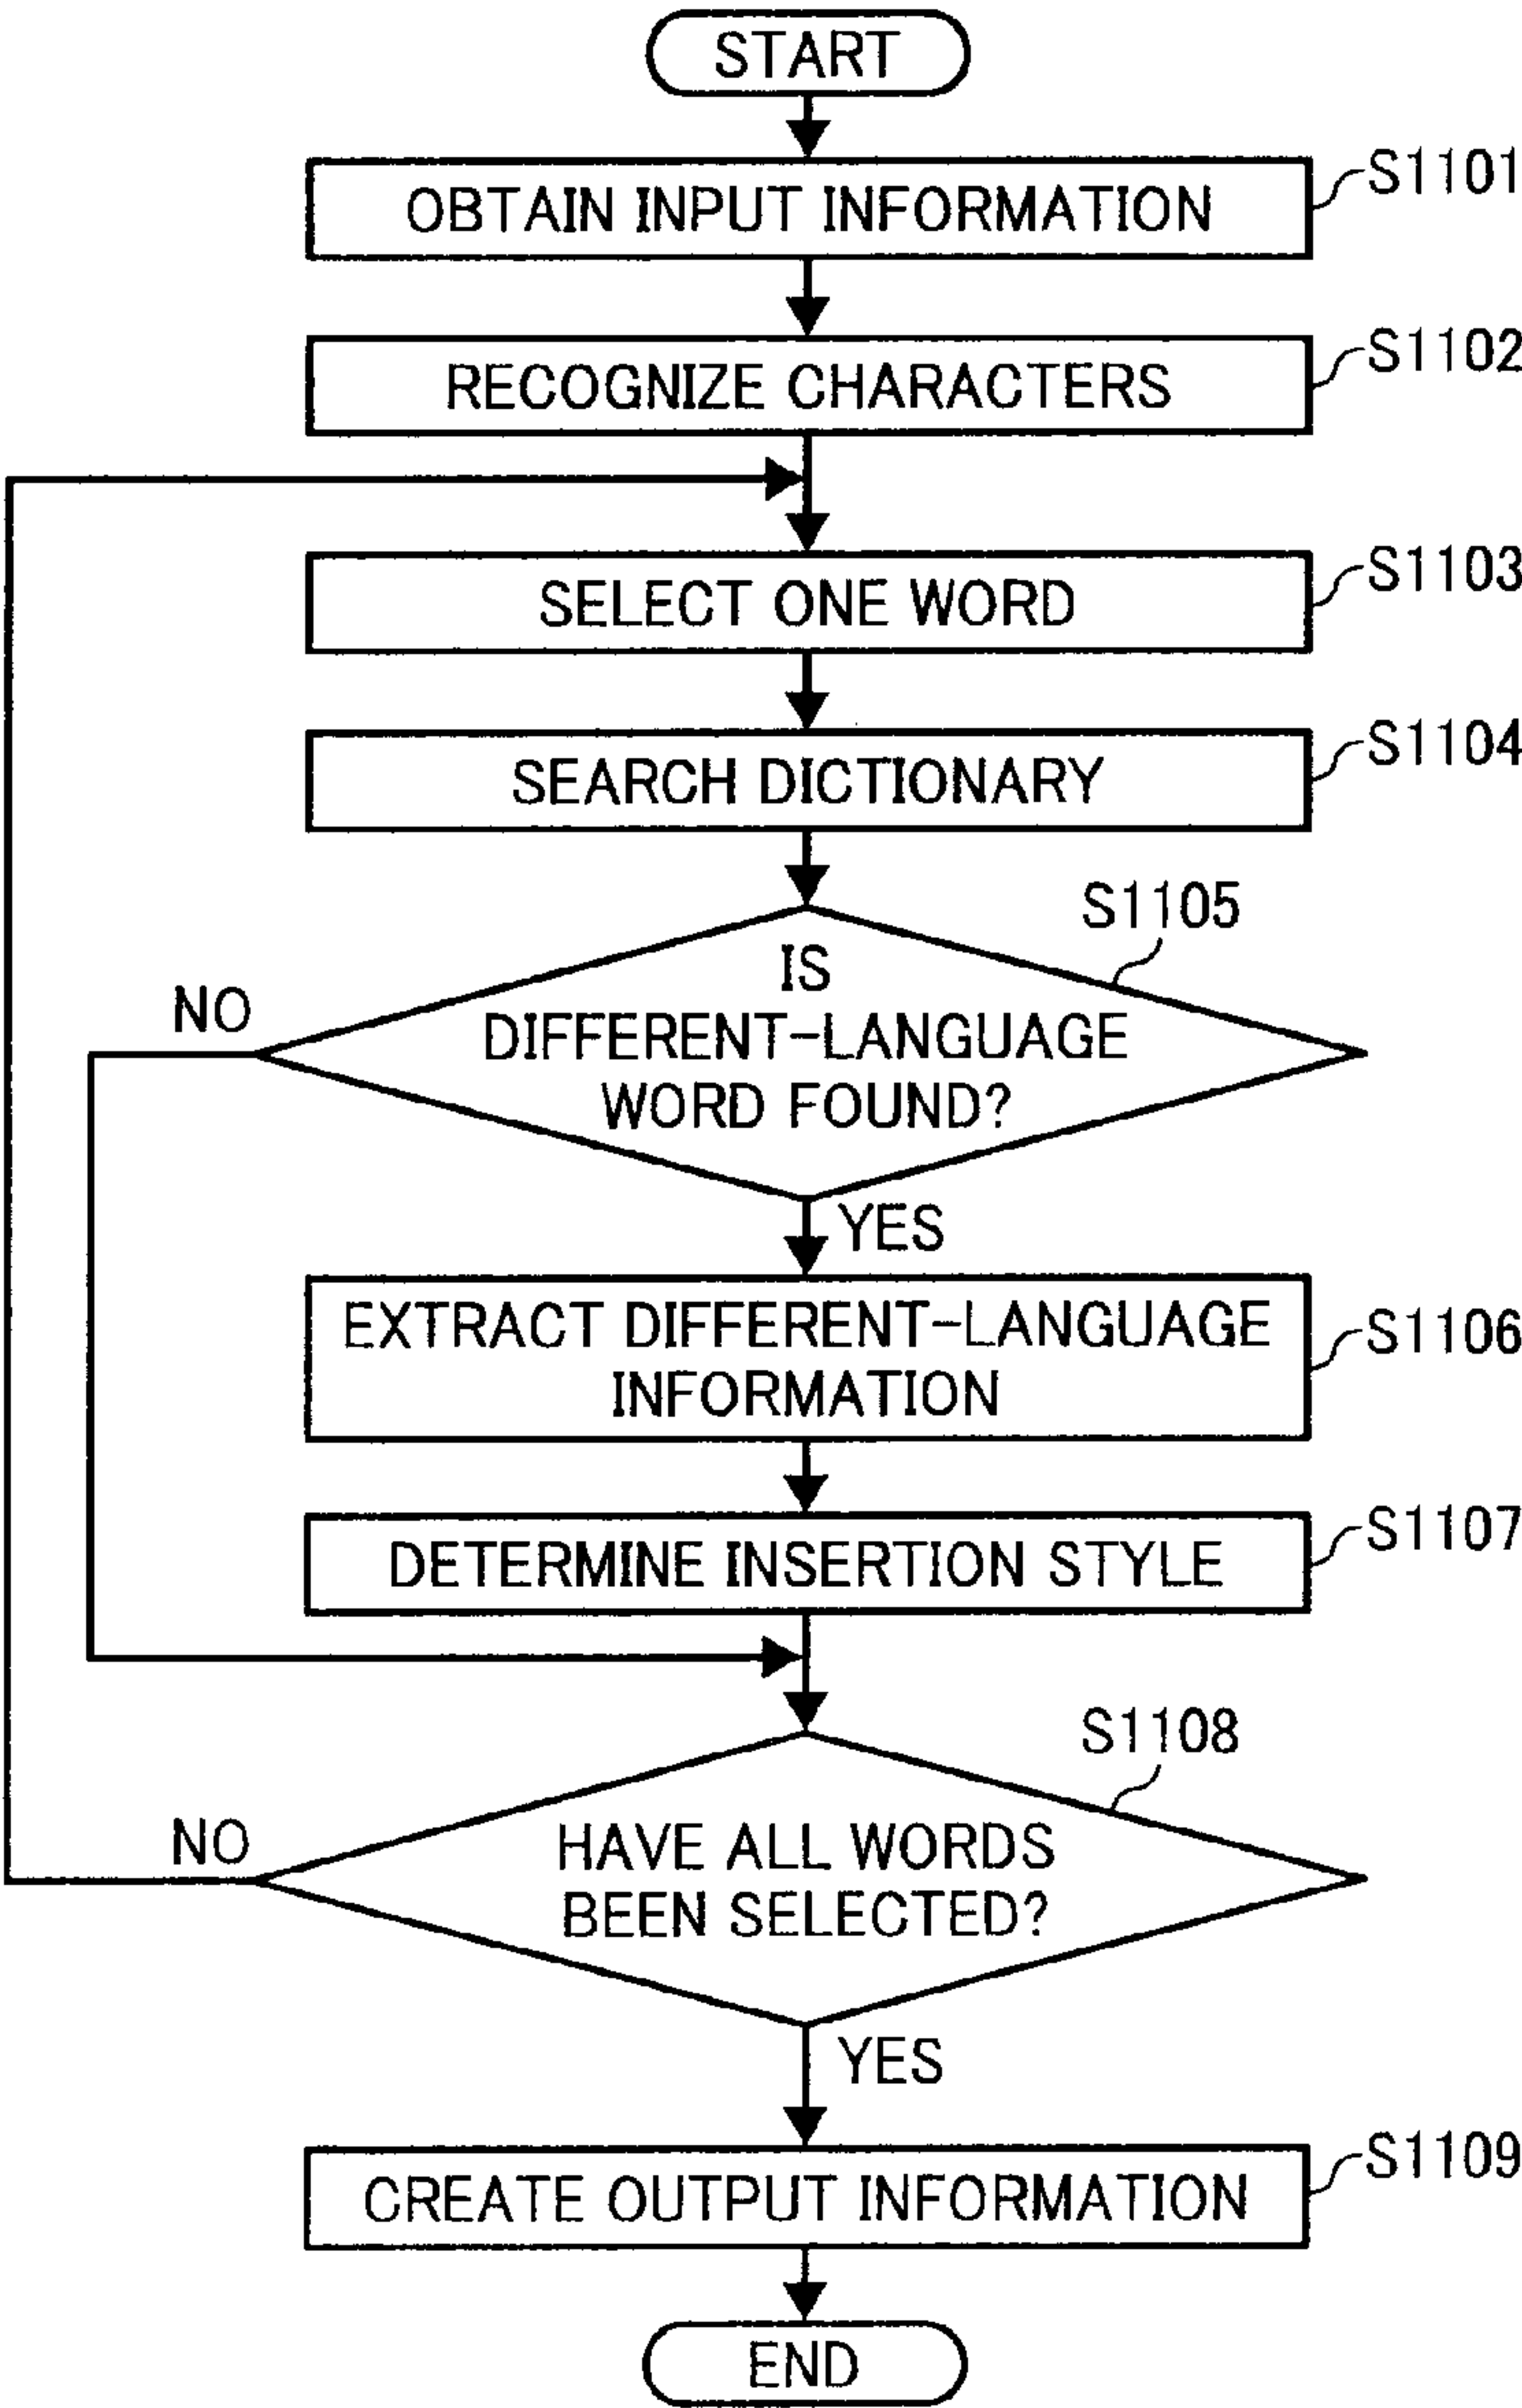 START
OBTAIN INPUT INFORMATION
S1101
RECOGNIZE CHARACTERS
S1102
SELECT ONE WORD
S1103
SEARCH DICTIONARY
S1104
S1105
IS
DIFFERENT-LANGUAGE
WORD FOUND?
NO
YES
EXTRACT DIFFERENT-LANGUAGE
INFORMATION
S1106
DETERMINE INSERTION STYLE
S1107
S1108
HAVE ALL WORDS
BEEN SELECTED?
NO
YES
CREATE OUTPUT INFORMATION
S1109
END